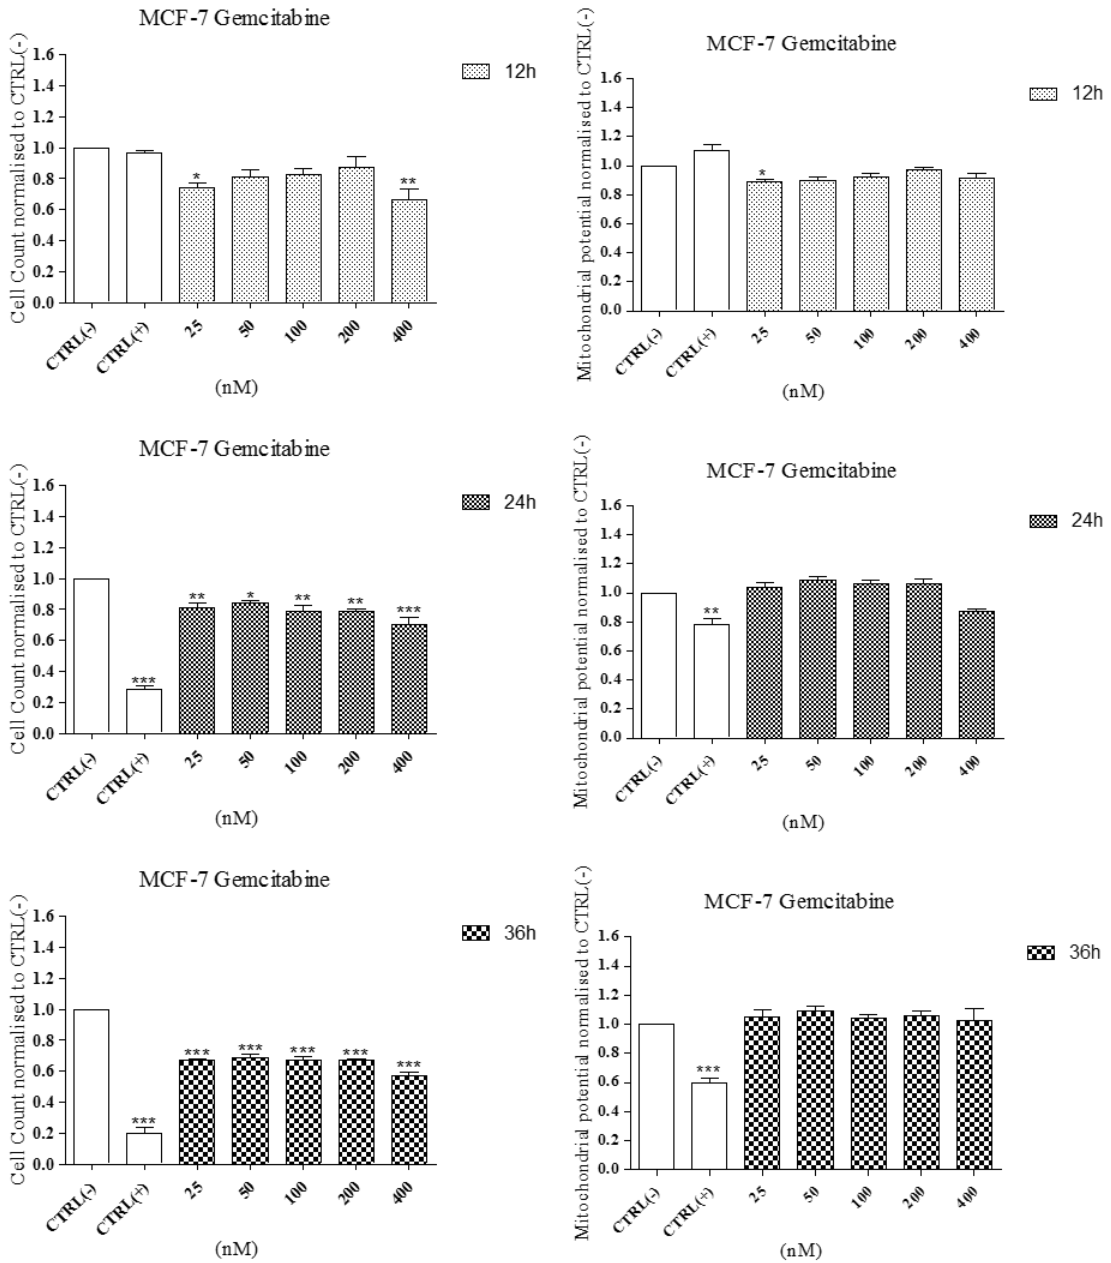 MCF-7 Gemcitabine
Cell Count normalised to CTRL(-)
1.6
1.4
1.2
1.0
0.8
0.6
0.4
0.2
0.0
* **
CTRL(-) CTRL(+) 25 50 100 200 400
(nM)
12h
MCF-7 Gemcitabine
Mitochondrial potential normalised to CTRL(-)
1.6
1.4
1.2
1.0
0.8
0.6
0.4
0.2
0.0
*
CTRL(-) CTRL(+) 25 50 100 200 400
(nM)
12h
MCF-7 Gemcitabine
Cell Count normalised to CTRL(-)
1.6
1.4
1.2
1.0
0.8
0.6
0.4
0.2
0.0
*** ** * ** ** ***
CTRL(-) CTRL(+) 25 50 100 200 400
(nM)
24h
MCF-7 Gemcitabine
Mitochondrial potential normalised to CTRL(-)
1.6
1.4
1.2
1.0
0.8
0.6
0.4
0.2
0.0
**
CTRL(-) CTRL(+) 25 50 100 200 400
(nM)
24h
MCF-7 Gemcitabine
Cell Count normalised to CTRL(-)
1.6
1.4
1.2
1.0
0.8
0.6
0.4
0.2
0.0
*** *** *** *** *** ***
CTRL(-) CTRL(+) 25 50 100 200 400
(nM)
36h
MCF-7 Gemcitabine
Mitochondrial potential normalised to CTRL(-)
1.6
1.4
1.2
1.0
0.8
0.6
0.4
0.2
0.0
***
CTRL(-) CTRL(+) 25 50 100 200 400
(nM)
36h